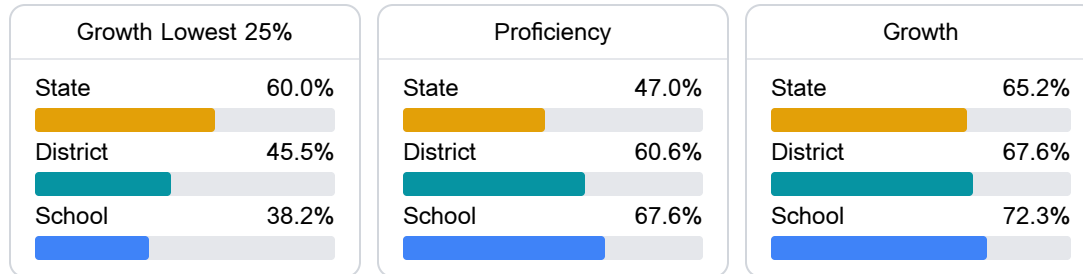 Growth Lowest 25%
State 60.0%
District 45.5%
School 38.2%
Proficiency
State 47.0%
District 60.6%
School 67.6%
Growth
State 65.2%
District 67.6%
School 72.3%